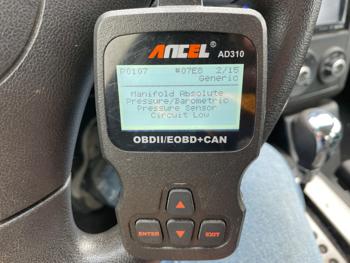 ANCEL
AD310
P0107 #07E8 2/15
Generic
Manifold Absolute
Pressure/Barometric
Pressure Sensor
Circuit Low
OBDII/EOBD+CAN
ENTER
EXIT